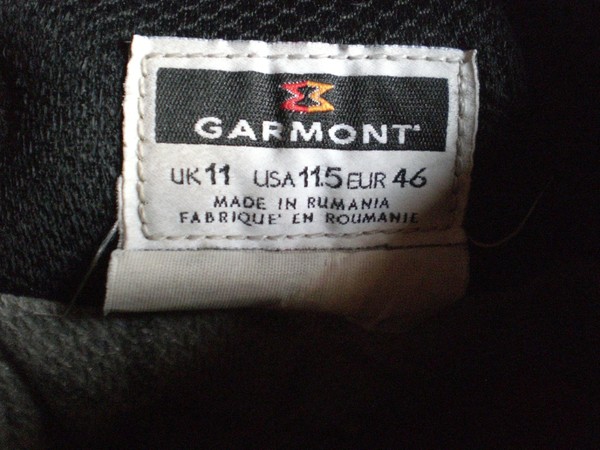 GARMONT
UK 11 USA 11.5 EUR 46
MADE IN RUMANIA
FABRIQUE' EN ROUMANIE